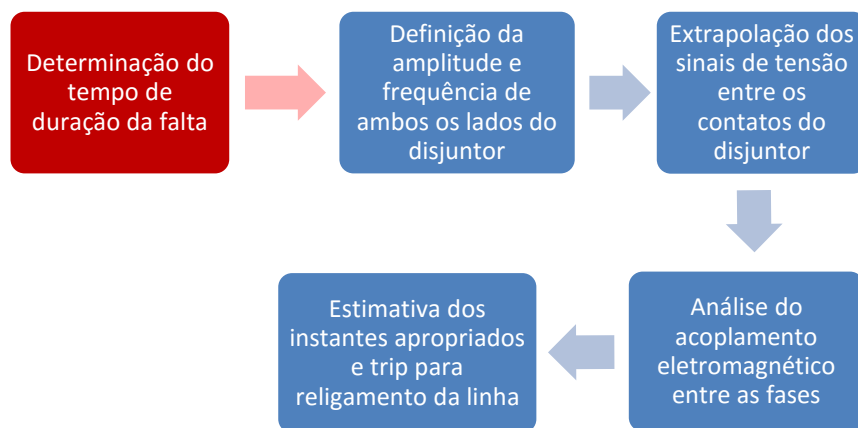 Determinação do
tempo de
duração da falta
Definição da
amplitude e
frequência de
ambos os lados do
disjuntor
Extrapolação dos
sinais de tensão
entre os
contatos do
disjuntor
Análise do
acoplamento
eletromagnético
entre as fases
Estimativa dos
instantes apropriados
e trip para
religamento da linha